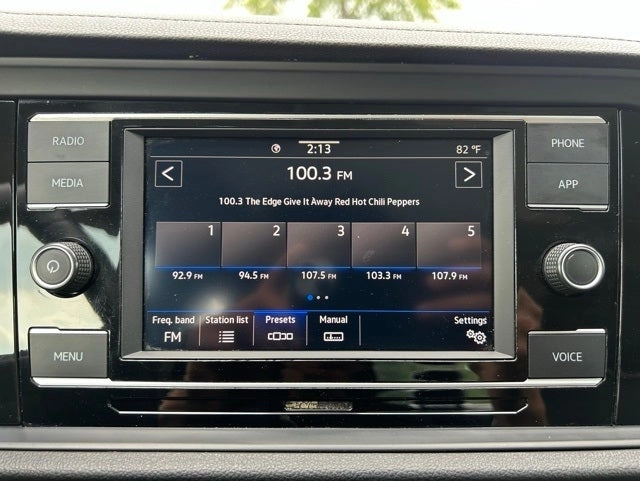 RADIO
MEDIA
MENU
2:13
82 °F
100.3 FM
100.3 The Edge Give It Away Red Hot Chili Peppers
1 2 3 4 5
92.9 FM 94.5 FM 107.5 FM 103.3 FM 107.9 FM
Freq. band Station list Presets Manual Settings
FM
PHONE
APP
VOICE